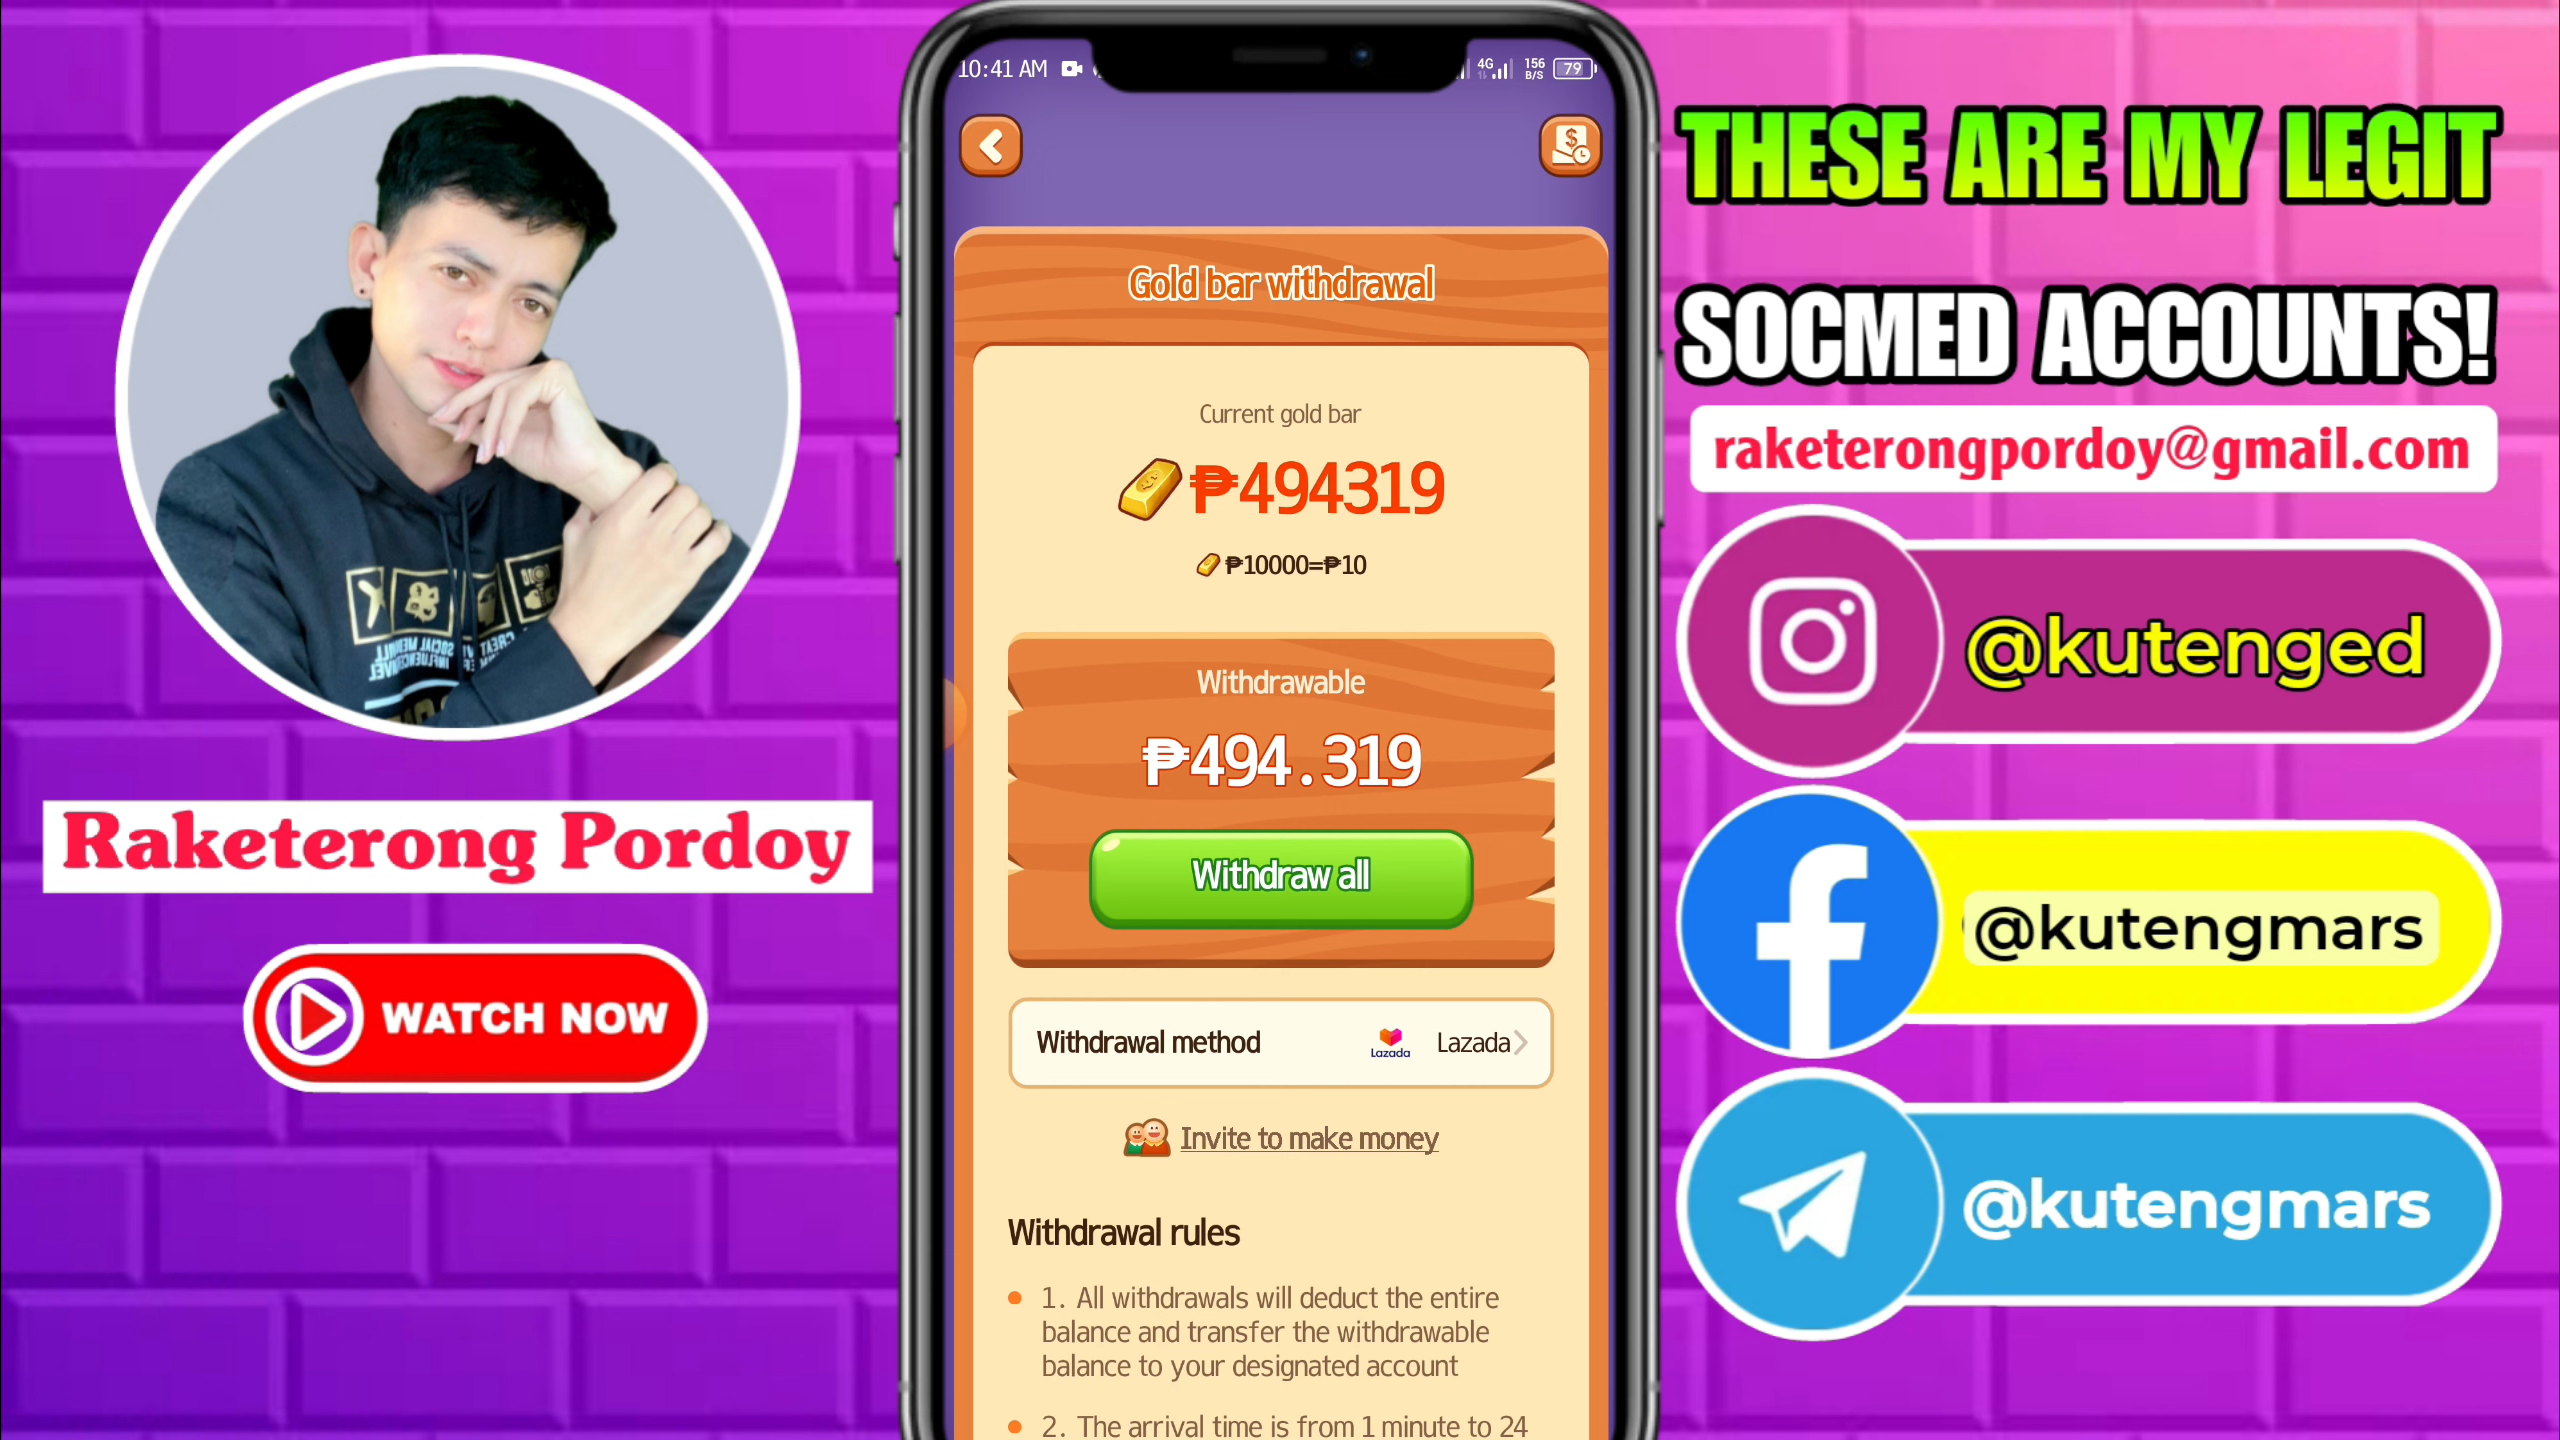 Raketerong Pordoy
WATCH NOW
10:41 AM
4G
156
B/S
79
Gold bar withdrawal
Current gold bar
₱494319
₱10000=₱10
Withdrawable
₱494.319
Withdraw all
Withdrawal method
Lazada
Lazada
Invite to make money
Withdrawal rules
1. All withdrawals will deduct the entire
balance and transfer the withdrawable
balance to your designated account
2. The arrival time is from 1 minute to 24
THESE ARE MY LEGIT
SOCMED ACCOUNTS!
raketerongpordoy@gmail.com
@kutenged
@kutengmars
@kutengmars